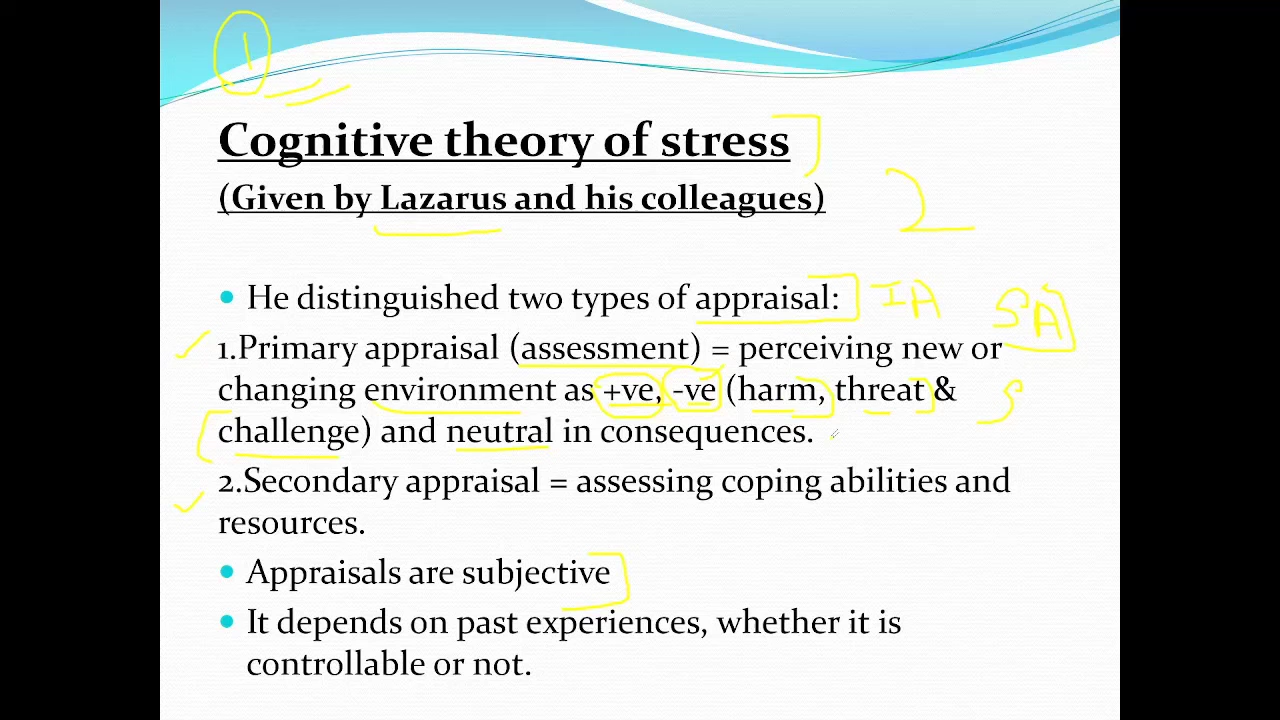 1
Cognitive theory of stress
(Given by Lazarus and his colleagues)
2
• He distinguished two types of appraisal: IA SA
1.Primary appraisal (assessment) = perceiving new or
changing environment as +ve, -ve (harm, threat & S
challenge) and neutral in consequences.
2.Secondary appraisal = assessing coping abilities and
resources.
• Appraisals are subjective
• It depends on past experiences, whether it is
controllable or not.